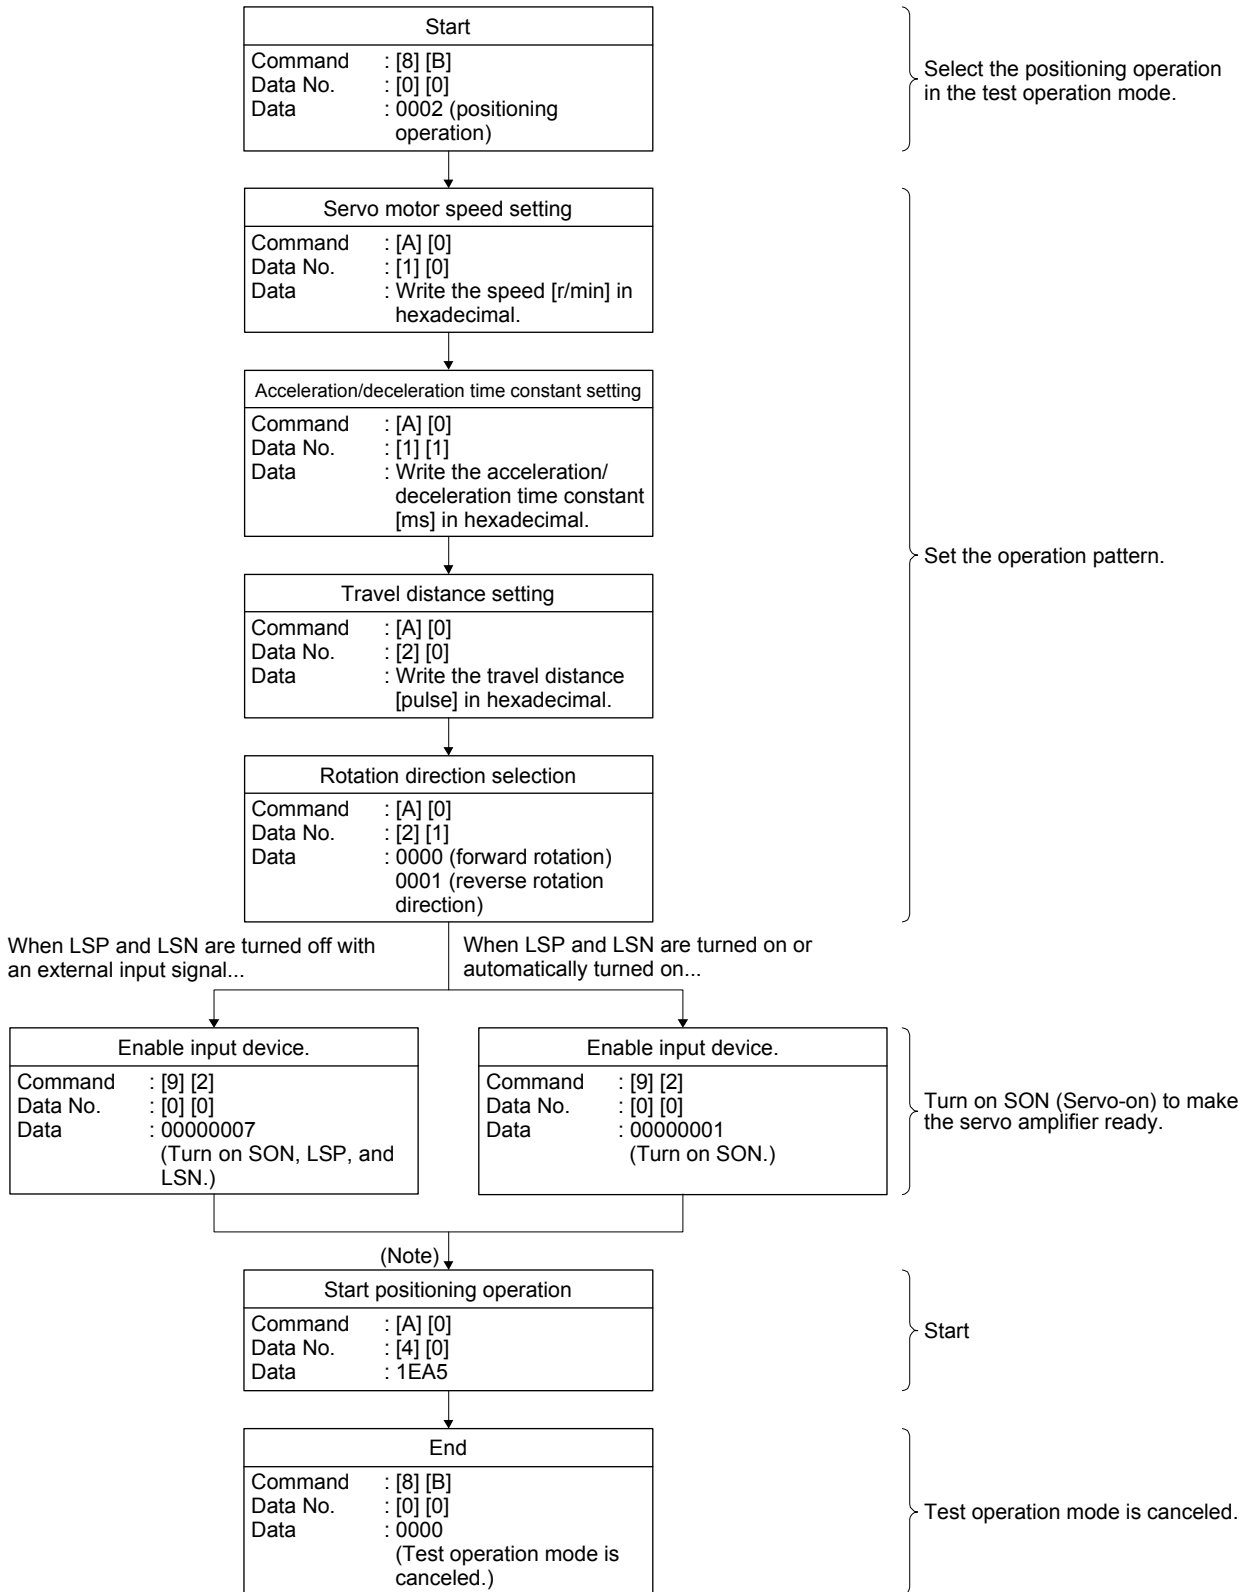 Start
Command : [8] [B]
Data No. : [0] [0]
Data : 0002 (positioning
operation)
Select the positioning operation
in the test operation mode.
Servo motor speed setting
Command : [A] [0]
Data No. : [1] [0]
Data : Write the speed [r/min] in
hexadecimal.
Acceleration/deceleration time constant setting
Command : [A] [0]
Data No. : [1] [1]
Data : Write the acceleration/
deceleration time constant
[ms] in hexadecimal.
Set the operation pattern.
Travel distance setting
Command : [A] [0]
Data No. : [2] [0]
Data : Write the travel distance
[pulse] in hexadecimal.
Rotation direction selection
Command : [A] [0]
Data No. : [2] [1]
Data : 0000 (forward rotation)
0001 (reverse rotation
direction)
When LSP and LSN are turned off with
an external input signal...
When LSP and LSN are turned on or
automatically turned on...
Enable input device.
Command : [9] [2]
Data No. : [0] [0]
Data : 00000007
(Turn on SON, LSP, and
LSN.)
Enable input device.
Command : [9] [2]
Data No. : [0] [0]
Data : 00000001
(Turn on SON.)
Turn on SON (Servo-on) to make
the servo amplifier ready.
(Note)
Start positioning operation
Command : [A] [0]
Data No. : [4] [0]
Data : 1EA5
Start
End
Command : [8] [B]
Data No. : [0] [0]
Data : 0000
(Test operation mode is
canceled.)
Test operation mode is canceled.